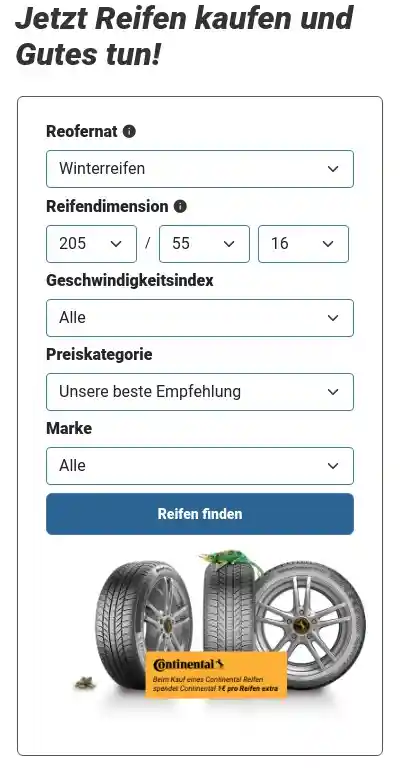 Jetzt Reifen kaufen und
Gutes tun!
Reofernat
Winterreifen
Reifendimension
205 / 55 16
Geschwindigkeitsindex
Alle
Preiskategorie
Unsere beste Empfehlung
Marke
Alle
Reifen finden
Continental
Beim Kauf eines Continental Reifen
spendet Continental 1€ pro Reifen extra